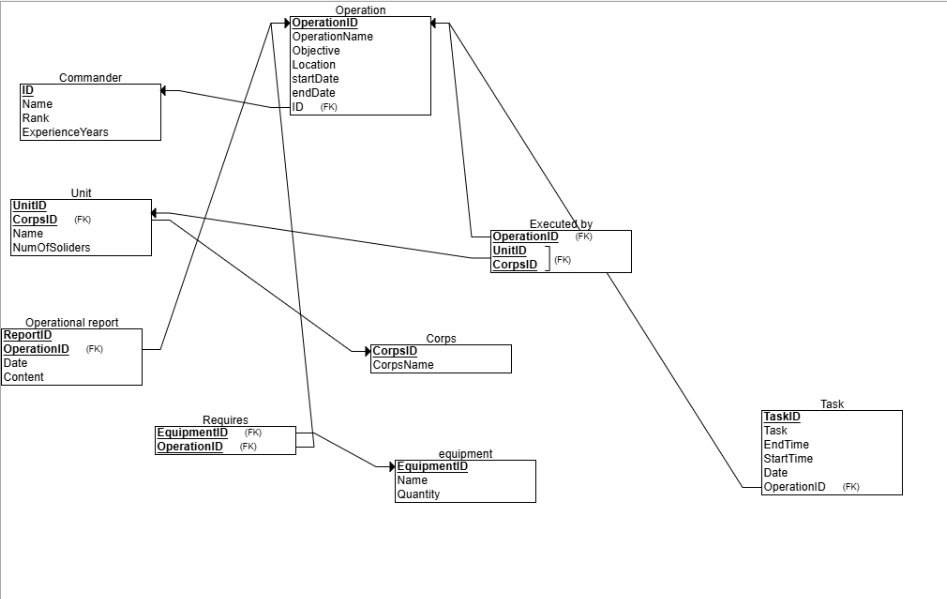 Operation
OperationID
OperationName
Objective
Location
startDate
endDate
ID (FK)
Commander
ID
Name
Rank
ExperienceYears
Unit
UnitID
CorpsID (FK)
Name
NumOfSoliders
Executed by
OperationID (FK)
UnitID
CorpsID (FK)
Operational report
ReportID
OperationID (FK)
Date
Content
Corps
CorpsID
CorpsName
Requires
EquipmentID (FK)
OperationID (FK)
equipment
EquipmentID
Name
Quantity
Task
TaskID
Task
EndTime
StartTime
Date
OperationID (FK)